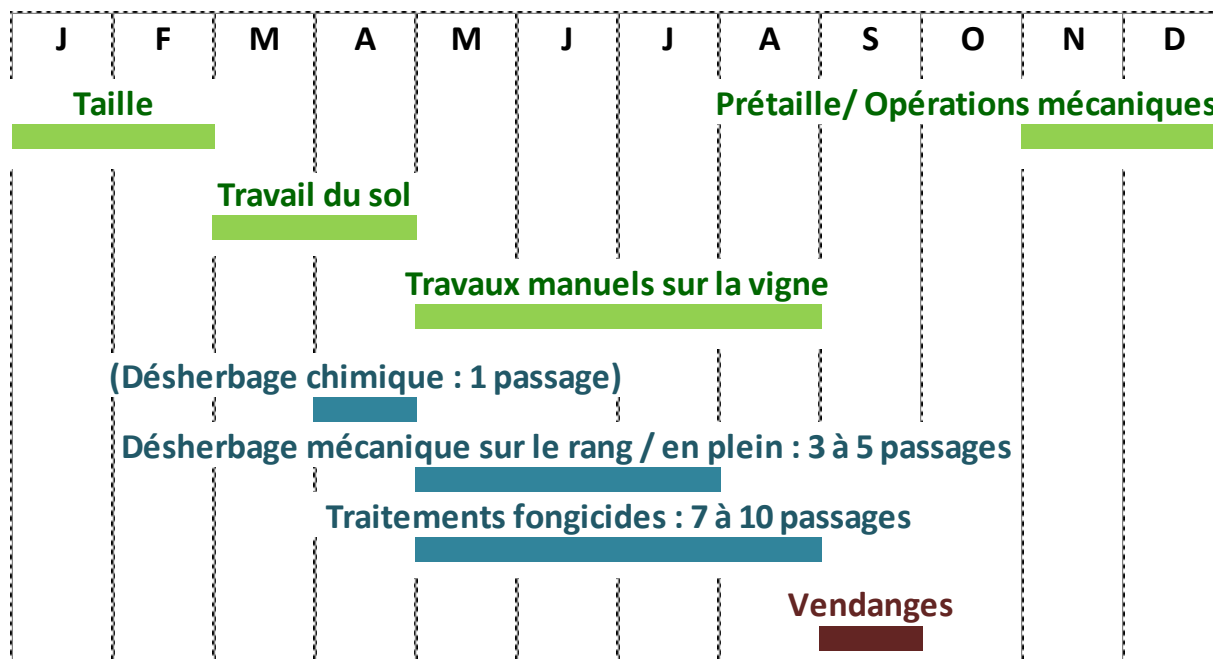 J F M A M J J A S O N D
Taille
Prétaille/ Opérations mécaniques
Travail du sol
Travaux manuels sur la vigne
(Désherbage chimique : 1 passage)
Désherbage mécanique sur le rang / en plein : 3 à 5 passages
Traitements fongicides : 7 à 10 passages
Vendanges